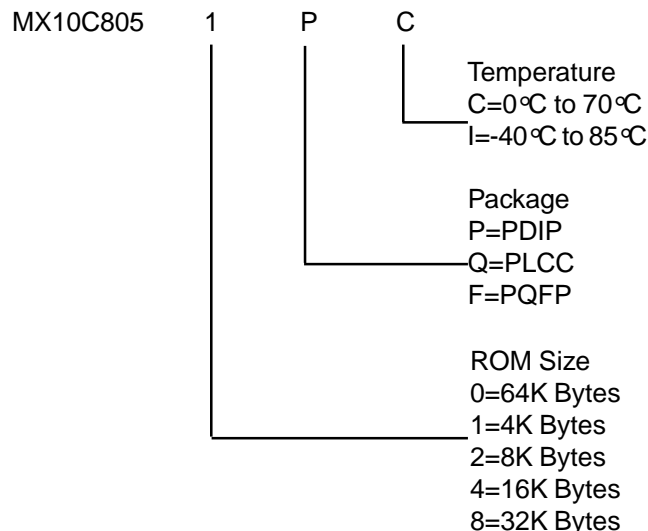 MX10C805 1 P C
Temperature
C=0°C to 70°C
I=-40°C to 85°C
Package
P=PDIP
Q=PLCC
F=PQFP
ROM Size
0=64K Bytes
1=4K Bytes
2=8K Bytes
4=16K Bytes
8=32K Bytes